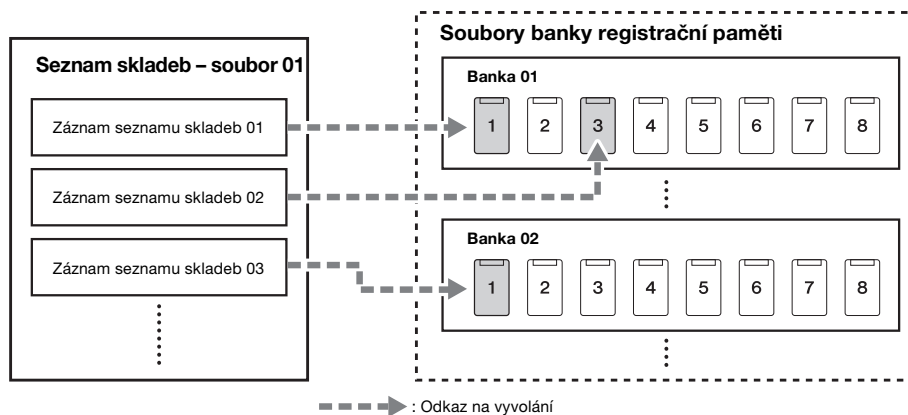 Seznam skladeb – soubor 01
Záznam seznamu skladeb 01
Záznam seznamu skladeb 02
Záznam seznamu skladeb 03
Soubory banky registrační paměti
Banka 01
1 2 3 4 5 6 7 8
Banka 02
1 2 3 4 5 6 7 8
: Odkaz na vyvolání